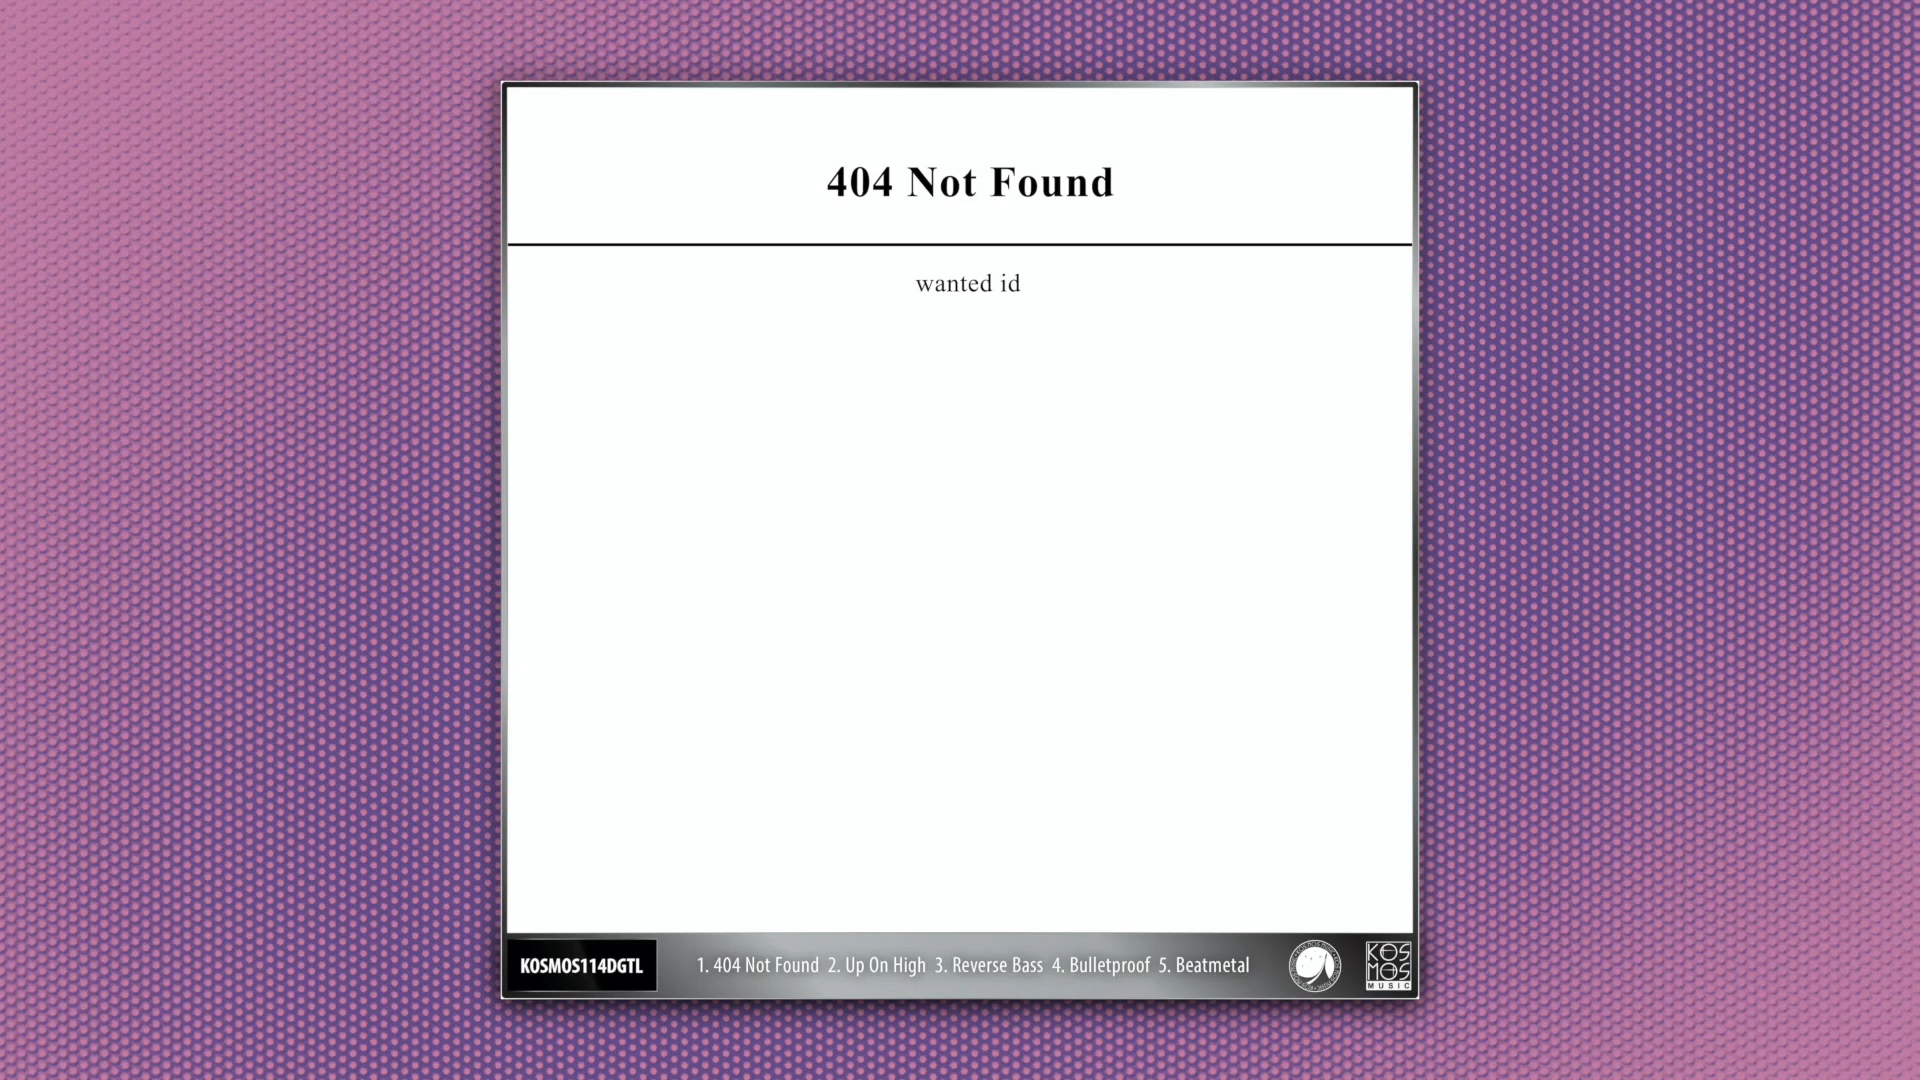 404 Not Found
wanted id
KOSMOS114DGTL
1. 404 Not Found 2. Up On High 3. Reverse Bass 4. Bulletproof 5. Beatmetal
KOS
MOS
MUSIC